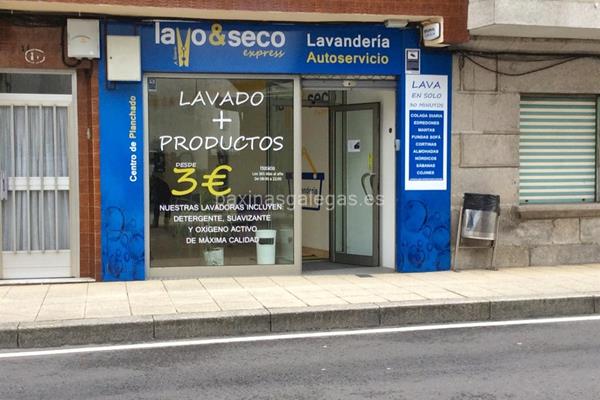 lavo&seco
express
Lavandería
Autoservicio
Centro de Planchado
LAVADO
+
PRODUCTOS
DESDE
3€
NUESTRAS LAVADORAS INCLUYEN
DETERGENTE, SUAVIZANTE
Y OXÍGENO ACTIVO
DE MÁXIMA CALIDAD
LAVA
EN SOLO
30 MINUTOS
COLADA DIARIA
EDREDONES
MANTAS
FUNDAS SOFÁ
CORTINAS
ALMOHADAS
NÓRDICOS
SÁBANAS
COJINES
paxinasgalegas.es